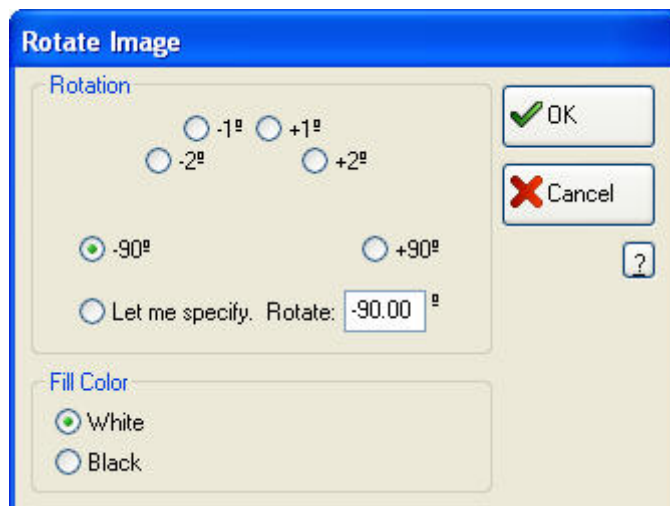 Rotate Image
Rotation
-1º +1º
-2º +2º
-90º +90º
Let me specify. Rotate: -90.00 º
OK
Cancel
?
Fill Color
White
Black